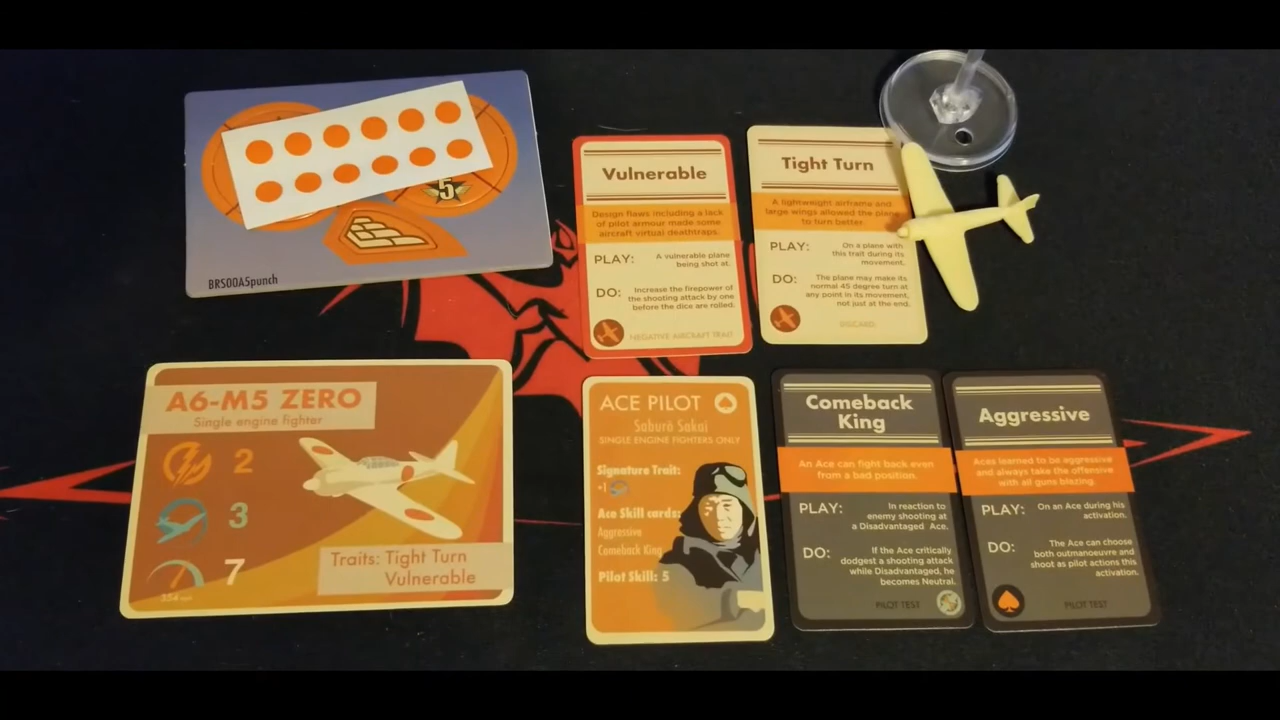 5
BRS00A5punch
Vulnerable
Design flaws including a lack
of pilot armour made some
aircraft virtual deathtraps.
PLAY:
A vulnerable plane
being shot at.
DO:
Increase the firepower of
the shooting attack by one
before the dice are rolled.
NEGATIVE AIRCRAFT TRAIT
Tight Turn
A lightweight airframe and
large wings allowed the plane
to turn better.
PLAY:
On a plane with
this trait during its
movement.
DO:
The plane may make its
normal 45 degree turn at
any point in its movement,
not just at the end.
DISCARD
A6-M5 ZERO
Single engine fighter
2
3
7
354 mph
Traits: Tight Turn
Vulnerable
ACE PILOT
Saburō Sakai
SINGLE ENGINE FIGHTERS ONLY
Signature Trait:
+1
Ace Skill cards:
Aggressive
Comeback King
Pilot Skill: 5
Comeback
King
An Ace can fight back even
from a bad position.
PLAY:
In reaction to
enemy shooting at
a Disadvantaged Ace.
DO:
If the Ace critically
dodgest a shooting attack
while Disadvantaged, he
becomes Neutral.
PILOT TEST
Aggressive
Aces learned to be aggressive
and always take the offensive
with all guns blazing.
PLAY:
On an Ace during his
activation.
DO:
The Ace can choose
both outmanoeuvre and
shoot as pilot actions this
activation.
PILOT TEST